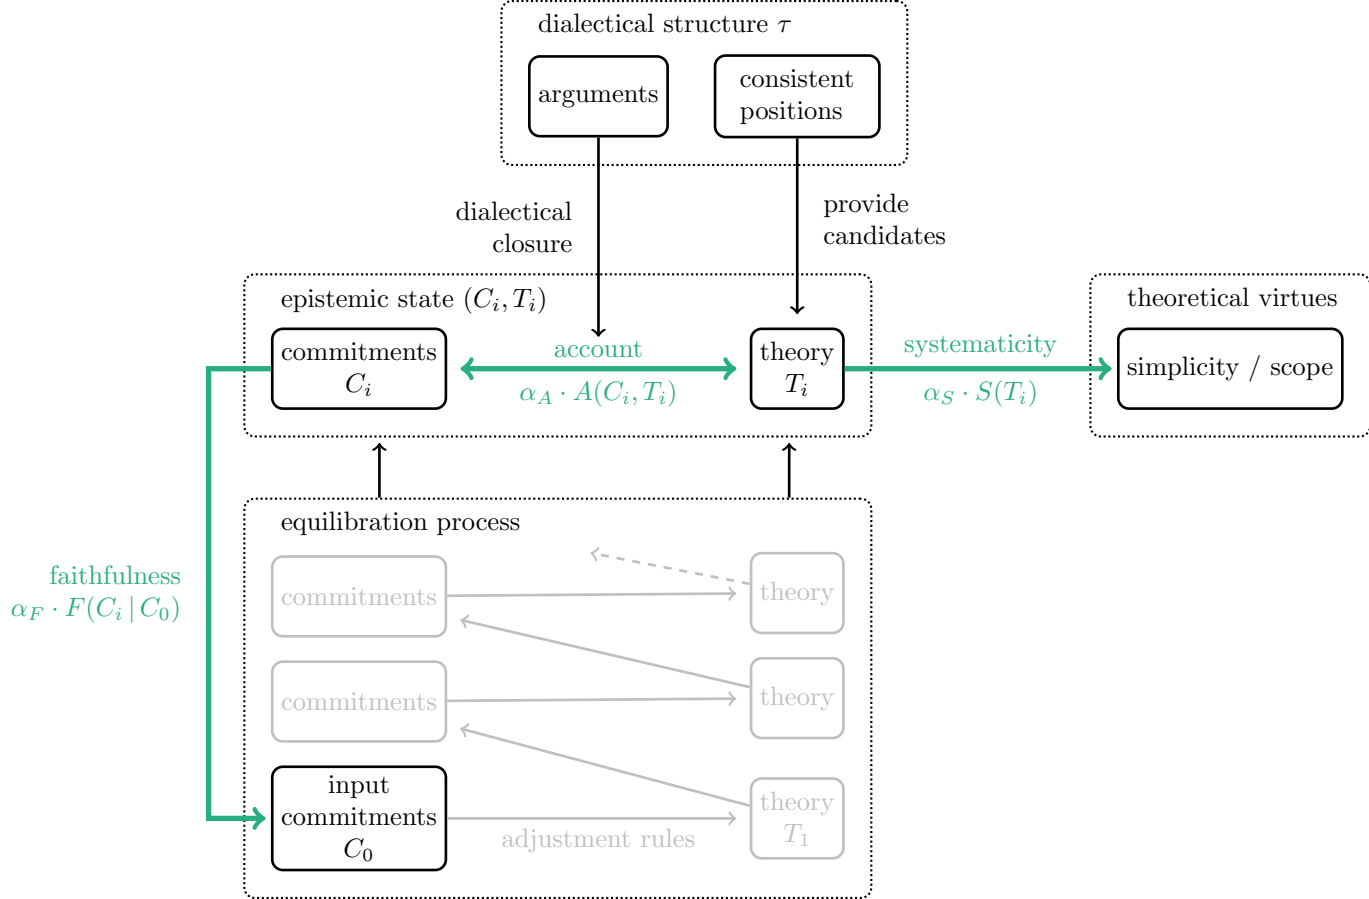 dialectical structure τ
arguments
consistent
positions
dialectical
closure
provide
candidates
epistemic state (C_i, T_i)
theoretical virtues
commitments
C_i
account
α_A · A(C_i, T_i)
theory
T_i
systematicity
α_S · S(T_i)
simplicity / scope
equilibration process
faithfulness
α_F · F(C_i | C_0)
commitments
theory
commitments
theory
input
commitments
C_0
adjustment rules
theory
T_1